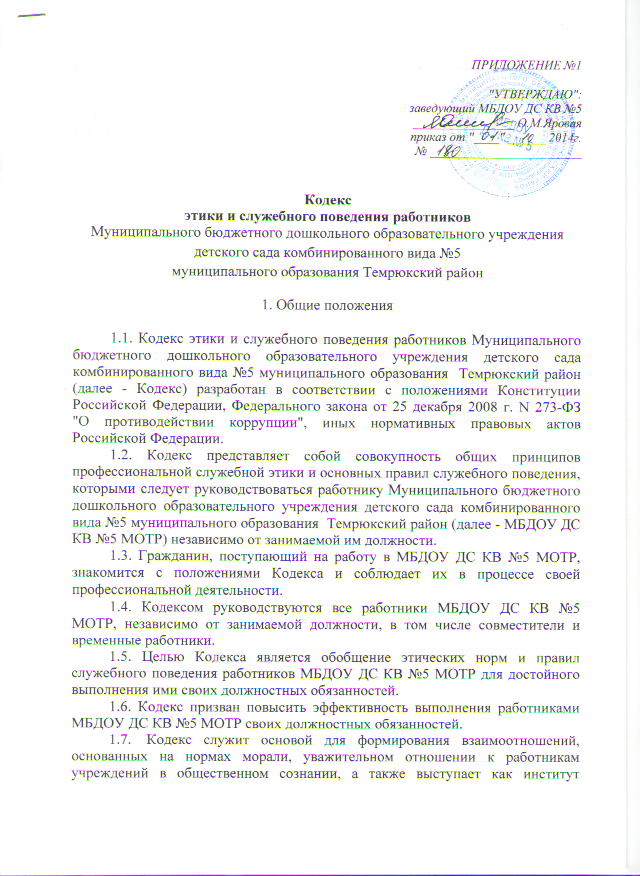 ПРИЛОЖЕНИЕ №1
"УТВЕРЖДАЮ":
заведующий МБДОУ ДС КВ №5
О.М.Яровая
приказ от " 01 " 10 2014г.
№ 180
Кодекс
этики и служебного поведения работников
Муниципального бюджетного дошкольного образовательного учреждения
детского сада комбинированного вида №5
муниципального образования Темрюкский район
1. Общие положения
1.1. Кодекс этики и служебного поведения работников Муниципального
бюджетного дошкольного образовательного учреждения детского сада
комбинированного вида №5 муниципального образования Темрюкский район
(далее - Кодекс) разработан в соответствии с положениями Конституции
Российской Федерации, Федерального закона от 25 декабря 2008 г. N 273-ФЗ
"О противодействии коррупции", иных нормативных правовых актов
Российской Федерации.
1.2. Кодекс представляет собой совокупность общих принципов
профессиональной служебной этики и основных правил служебного поведения,
которыми следует руководствоваться работнику Муниципального бюджетного
дошкольного образовательного учреждения детского сада комбинированного
вида №5 муниципального образования Темрюкский район (далее - МБДОУ ДС
КВ №5 МОТР) независимо от занимаемой им должности.
1.3. Гражданин, поступающий на работу в МБДОУ ДС КВ №5 МОТР,
знакомится с положениями Кодекса и соблюдает их в процессе своей
профессиональной деятельности.
1.4. Кодексом руководствуются все работники МБДОУ ДС КВ №5
МОТР, независимо от занимаемой должности, в том числе совместители и
временные работники.
1.5. Целью Кодекса является обобщение этических норм и правил
служебного поведения работников МБДОУ ДС КВ №5 МОТР для достойного
выполнения ими своих должностных обязанностей.
1.6. Кодекс призван повысить эффективность выполнения работниками
МБДОУ ДС КВ №5 МОТР своих должностных обязанностей.
1.7. Кодекс служит основой для формирования взаимоотношений,
основанных на нормах морали, уважительном отношении к работникам
учреждений в общественном сознании, а также выступает как институт